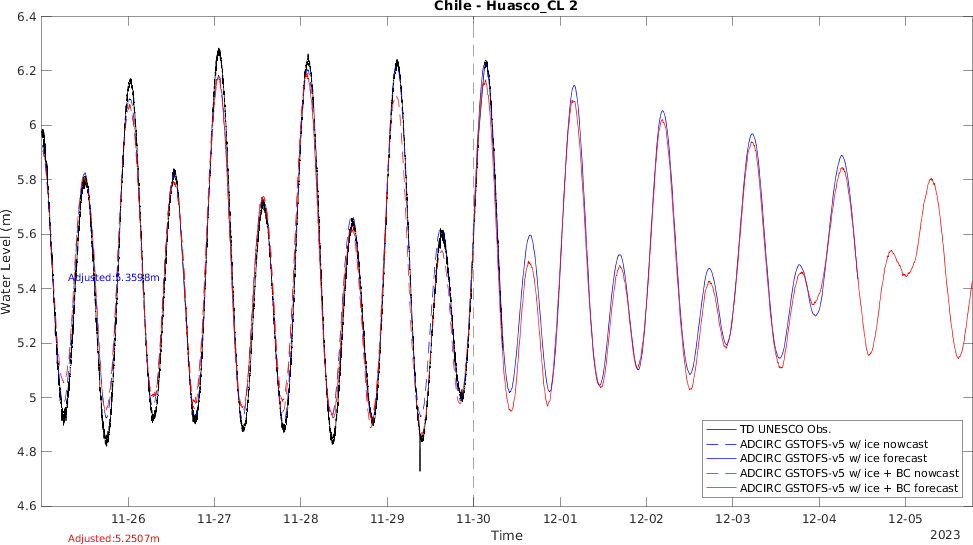 Chile - Huasco_CL 2
6.4
6.2
6
5.8
5.6
5.4
5.2
5
4.8
4.6
Water Level (m)
Adjusted:5.3598m
TD UNESCO Obs.
ADCIRC GSTOFS-v5 w/ ice nowcast
ADCIRC GSTOFS-v5 w/ ice forecast
ADCIRC GSTOFS-v5 w/ ice + BC nowcast
ADCIRC GSTOFS-v5 w/ ice + BC forecast
11-26 11-27 11-28 11-29 11-30 12-01 12-02 12-03 12-04 12-05
Time
2023
Adjusted:5.2507m